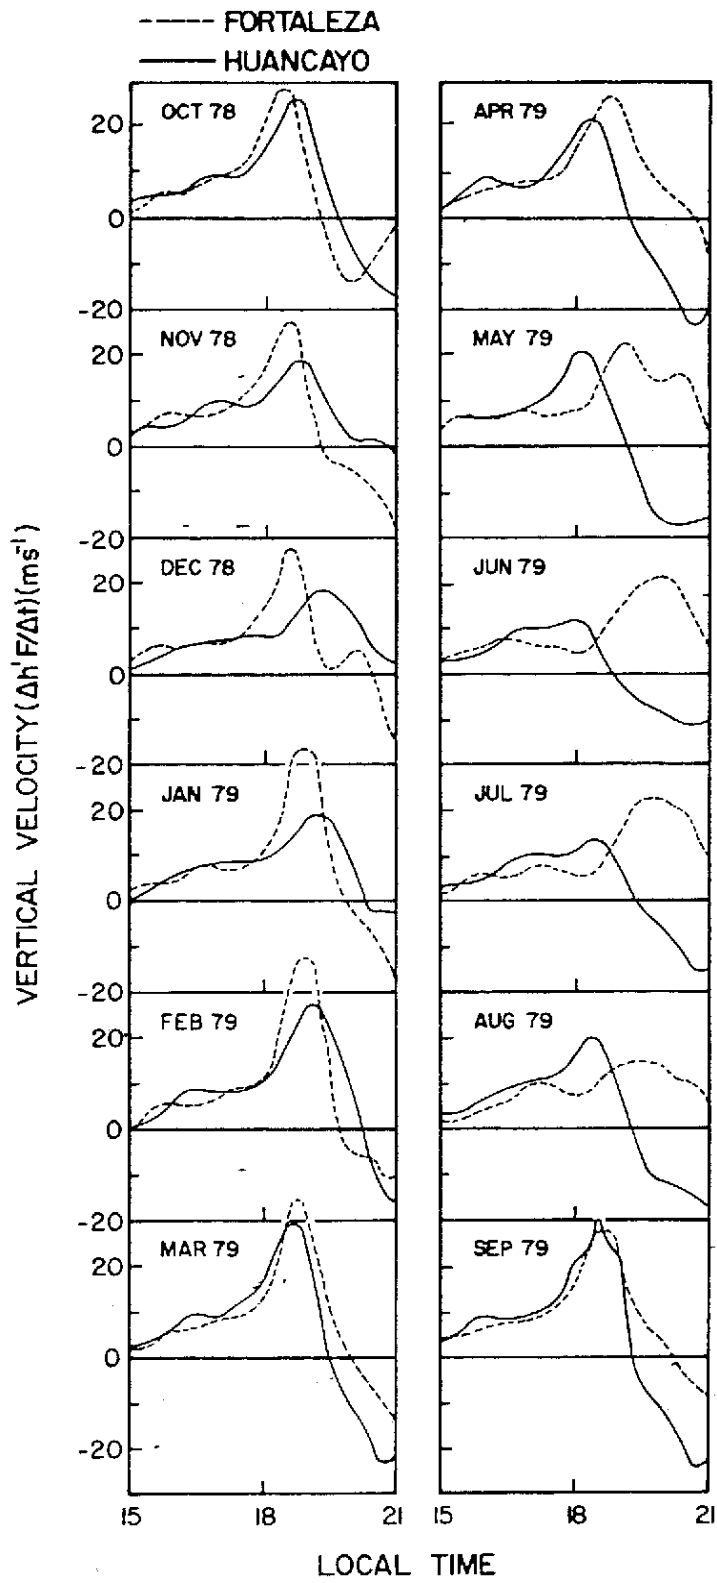 --- FORTALEZA
— HUANCAYO
OCT 78
20
0
-20
NOV 78
20
0
-20
DEC 78
20
0
-20
JAN 79
20
0
-20
FEB 79
20
0
-20
MAR 79
20
0
-20
15
18
21
APR 79
MAY 79
JUN 79
JUL 79
AUG 79
SEP 79
15
18
21
VERTICAL VELOCITY (Δh'F/Δt) (ms⁻¹)
LOCAL TIME